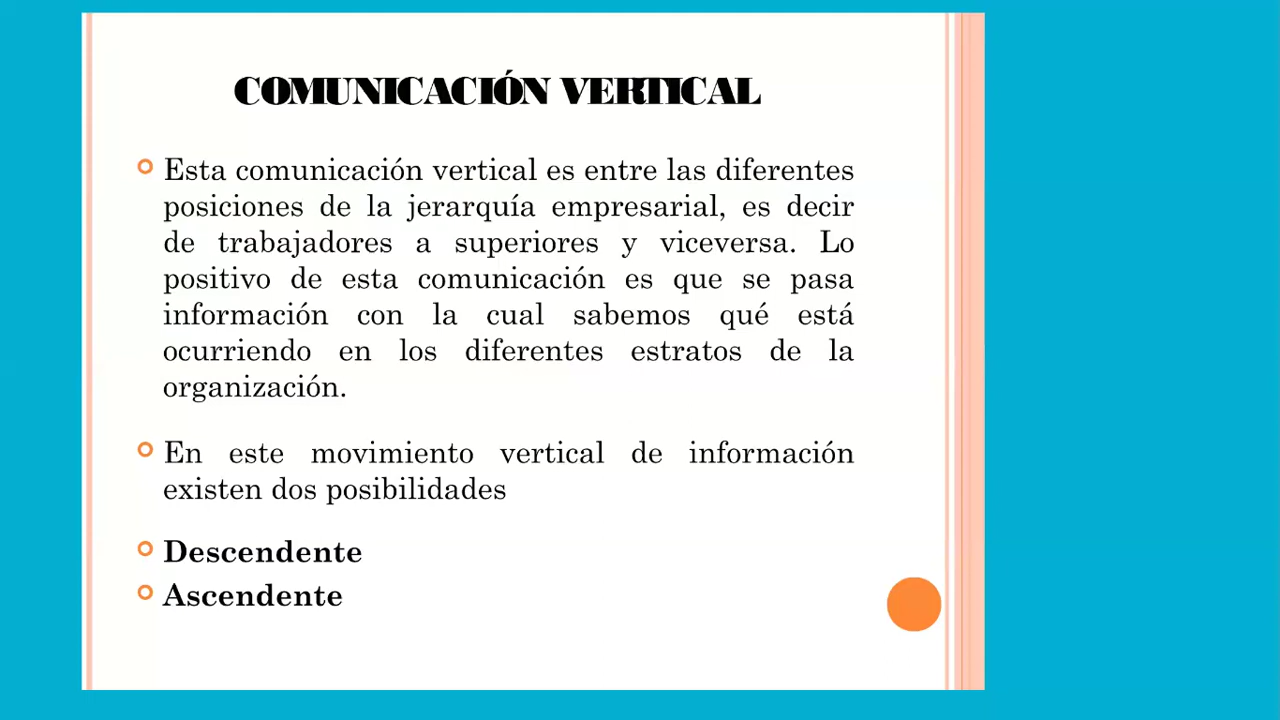 COMUNICACIÓN VERTICAL
Esta comunicación vertical es entre las diferentes
posiciones de la jerarquía empresarial, es decir
de trabajadores a superiores y viceversa. Lo
positivo de esta comunicación es que se pasa
información con la cual sabemos qué está
ocurriendo en los diferentes estratos de la
organización.
En este movimiento vertical de información
existen dos posibilidades
Descendente
Ascendente